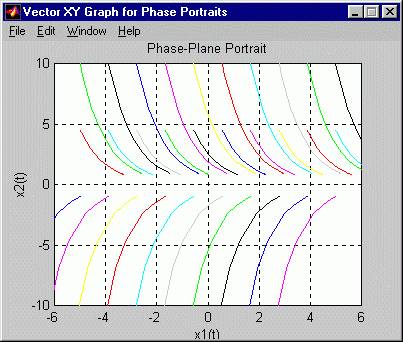 Vector XY Graph for Phase Portraits
File Edit Window Help
Phase-Plane Portrait
10
5
0
-5
-10
x2(t)
-6 -4 -2 0 2 4 6
x1(t)